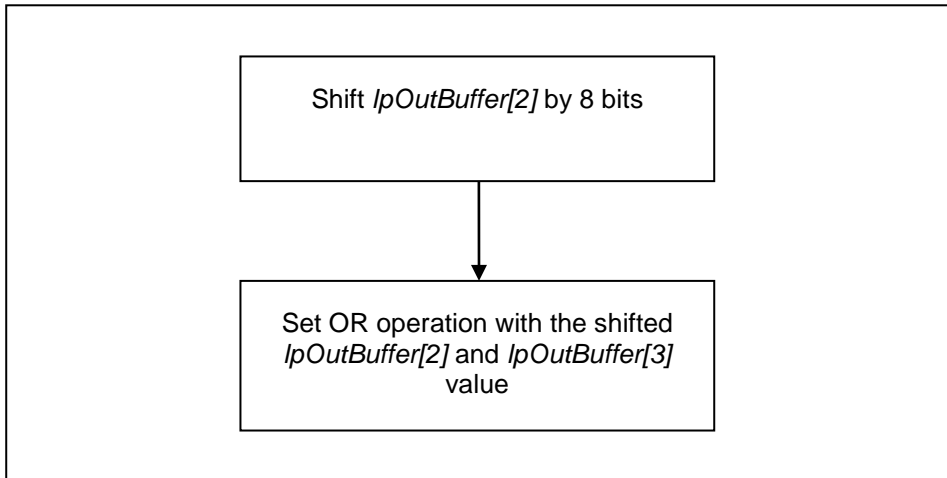 Shift lpOutBuffer[2] by 8 bits
Set OR operation with the shifted
lpOutBuffer[2] and lpOutBuffer[3]
value